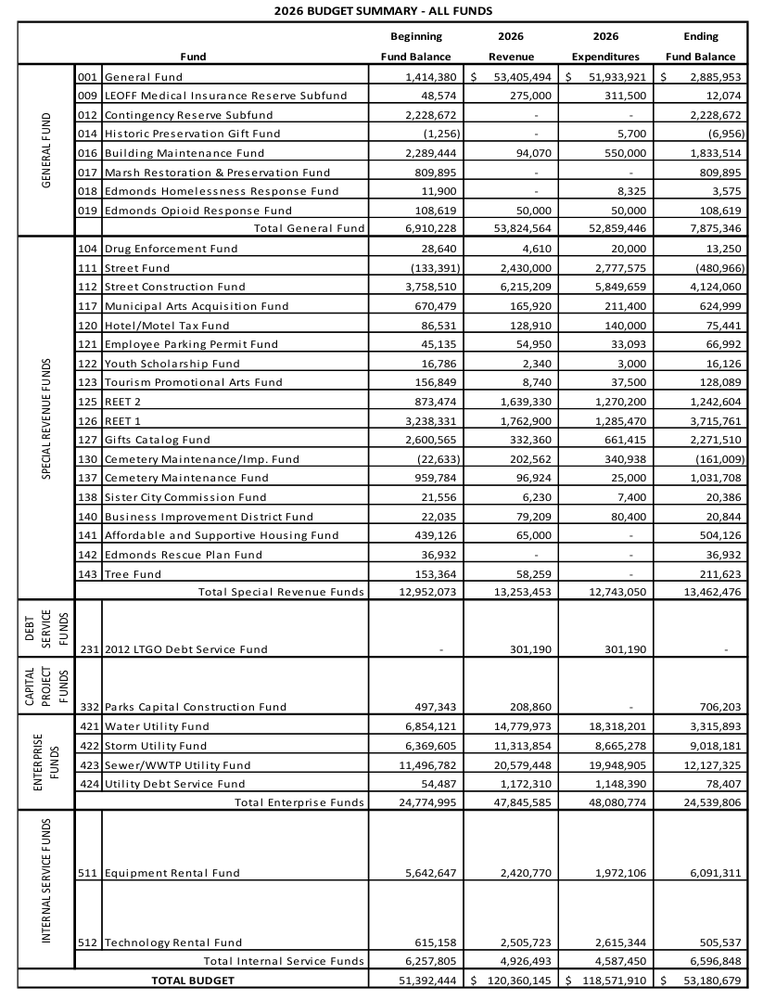 2026 BUDGET SUMMARY - ALL FUNDS
Beginning 2026 2026 Ending
Fund Fund Balance Revenue Expenditures Fund Balance
GENERAL FUND
001 General Fund 1,414,380 $ 53,405,494 $ 51,933,921 $ 2,885,953
009 LEOFF Medical Insurance Reserve Subfund 48,574 275,000 311,500 12,074
012 Contingency Reserve Subfund 2,228,672 - - 2,228,672
014 Historic Preservation Gift Fund (1,256) - 5,700 (6,956)
016 Building Maintenance Fund 2,289,444 94,070 550,000 1,833,514
017 Marsh Restoration & Preservation Fund 809,895 - - 809,895
018 Edmonds Homelessness Response Fund 11,900 - 8,325 3,575
019 Edmonds Opioid Response Fund 108,619 50,000 50,000 108,619
Total General Fund 6,910,228 53,824,564 52,859,446 7,875,346
SPECIAL REVENUE FUNDS
104 Drug Enforcement Fund 28,640 4,610 20,000 13,250
111 Street Fund (133,391) 2,430,000 2,777,575 (480,966)
112 Street Construction Fund 3,758,510 6,215,209 5,849,659 4,124,060
117 Municipal Arts Acquisition Fund 670,479 165,920 211,400 624,999
120 Hotel/Motel Tax Fund 86,531 128,910 140,000 75,441
121 Employee Parking Permit Fund 45,135 54,950 33,093 66,992
122 Youth Scholarship Fund 16,786 2,340 3,000 16,126
123 Tourism Promotional Arts Fund 156,849 8,740 37,500 128,089
125 REET 2 873,474 1,639,330 1,270,200 1,242,604
126 REET 1 3,238,331 1,762,900 1,285,470 3,715,761
127 Gifts Catalog Fund 2,600,565 332,360 661,415 2,271,510
130 Cemetery Maintenance/Imp. Fund (22,633) 202,562 340,938 (161,009)
137 Cemetery Maintenance Fund 959,784 96,924 25,000 1,031,708
138 Sister City Commission Fund 21,556 6,230 7,400 20,386
140 Business Improvement District Fund 22,035 79,209 80,400 20,844
141 Affordable and Supportive Housing Fund 439,126 65,000 - 504,126
142 Edmonds Rescue Plan Fund 36,932 - - 36,932
143 Tree Fund 153,364 58,259 - 211,623
Total Special Revenue Funds 12,952,073 13,253,453 12,743,050 13,462,476
DEBT
SERVICE
FUNDS
231 2012 LTGO Debt Service Fund - 301,190 301,190 -
CAPITAL
PROJECT
FUNDS
332 Parks Capital Construction Fund 497,343 208,860 - 706,203
ENTERPRISE
FUNDS
421 Water Utility Fund 6,854,121 14,779,973 18,318,201 3,315,893
422 Storm Utility Fund 6,369,605 11,313,854 8,665,278 9,018,181
423 Sewer/WWTP Utility Fund 11,496,782 20,579,448 19,948,905 12,127,325
424 Utility Debt Service Fund 54,487 1,172,310 1,148,390 78,407
Total Enterprise Funds 24,774,995 47,845,585 48,080,774 24,539,806
INTERNAL SERVICE FUNDS
511 Equipment Rental Fund 5,642,647 2,420,770 1,972,106 6,091,311
512 Technology Rental Fund 615,158 2,505,723 2,615,344 505,537
Total Internal Service Funds 6,257,805 4,926,493 4,587,450 6,596,848
TOTAL BUDGET 51,392,444 $ 120,360,145 $ 118,571,910 $ 53,180,679